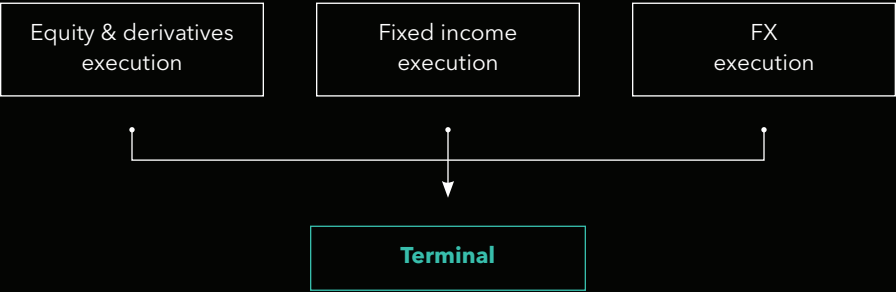 Equity & derivatives
execution
Fixed income
execution
FX
execution
Terminal